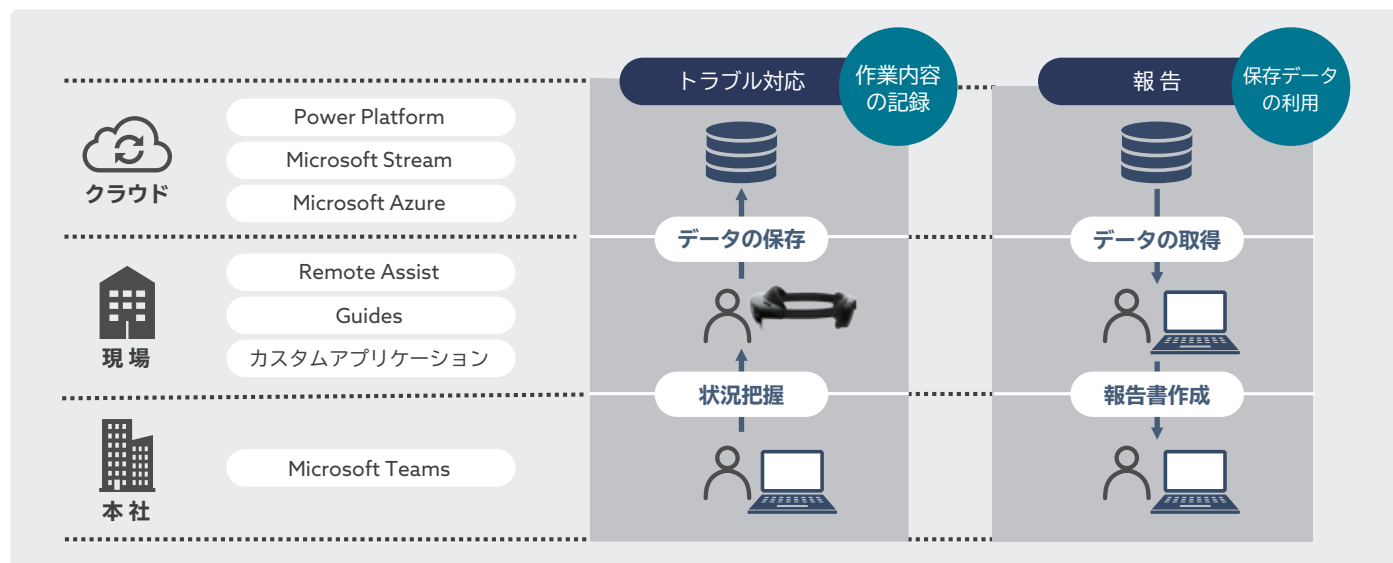 トラブル対応
作業内容
の記録
報 告
保存データ
の利用
クラウド
Power Platform
Microsoft Stream
Microsoft Azure
データの保存
データの取得
現 場
Remote Assist
Guides
カスタムアプリケーション
状況把握
報告書作成
本 社
Microsoft Teams